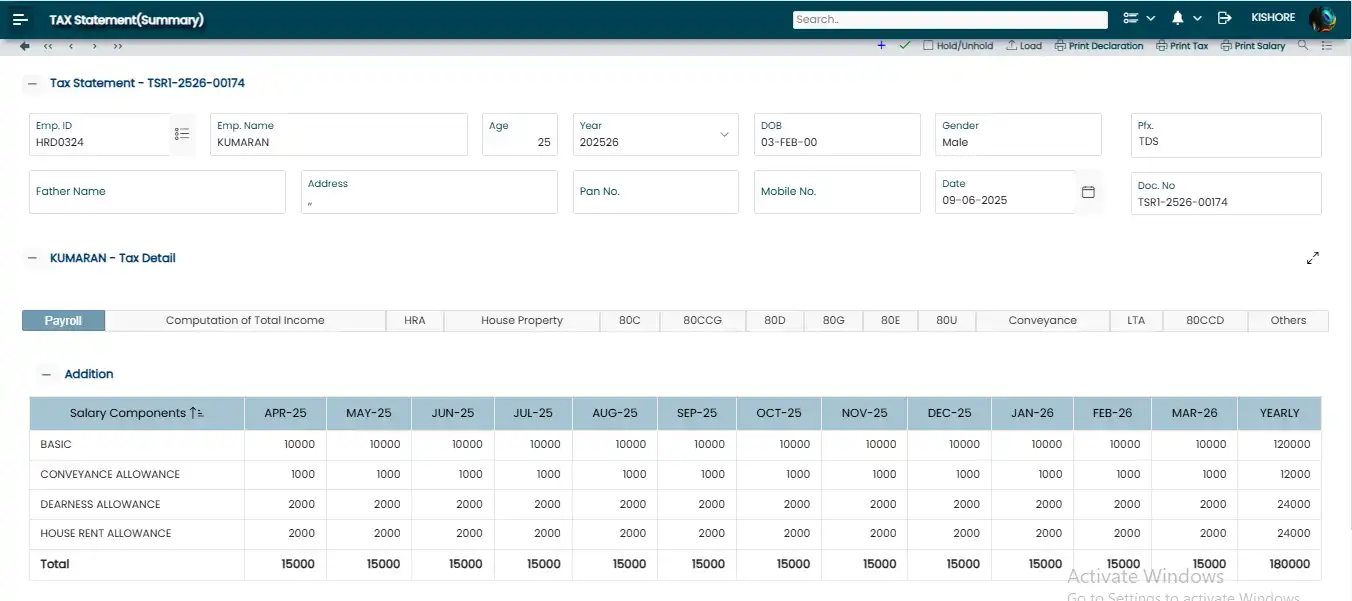 TAX Statement(Summary)
Search..
KISHORE
Hold/Unhold Load Print Declaration Print Tax Print Salary
Tax Statement - TSR1-2526-00174
Emp. ID Emp. Name Age Year DOB Gender Pfx.
HRD0324 KUMARAN 25 202526 03-FEB-00 Male TDS
Father Name Address Pan No. Mobile No. Date Doc. No
,, 09-06-2025 TSR1-2526-00174
KUMARAN - Tax Detail
Payroll Computation of Total Income HRA House Property 80C 80CCG 80D 80G 80E 80U Conveyance LTA 80CCD Others
Addition
Salary Components APR-25 MAY-25 JUN-25 JUL-25 AUG-25 SEP-25 OCT-25 NOV-25 DEC-25 JAN-26 FEB-26 MAR-26 YEARLY
BASIC 10000 10000 10000 10000 10000 10000 10000 10000 10000 10000 10000 10000 120000
CONVEYANCE ALLOWANCE 1000 1000 1000 1000 1000 1000 1000 1000 1000 1000 1000 1000 12000
DEARNESS ALLOWANCE 2000 2000 2000 2000 2000 2000 2000 2000 2000 2000 2000 2000 24000
HOUSE RENT ALLOWANCE 2000 2000 2000 2000 2000 2000 2000 2000 2000 2000 2000 2000 24000
Total 15000 15000 15000 15000 15000 15000 15000 15000 15000 15000 15000 15000 180000
Activate Windows
Go to Settings to activate Windows.